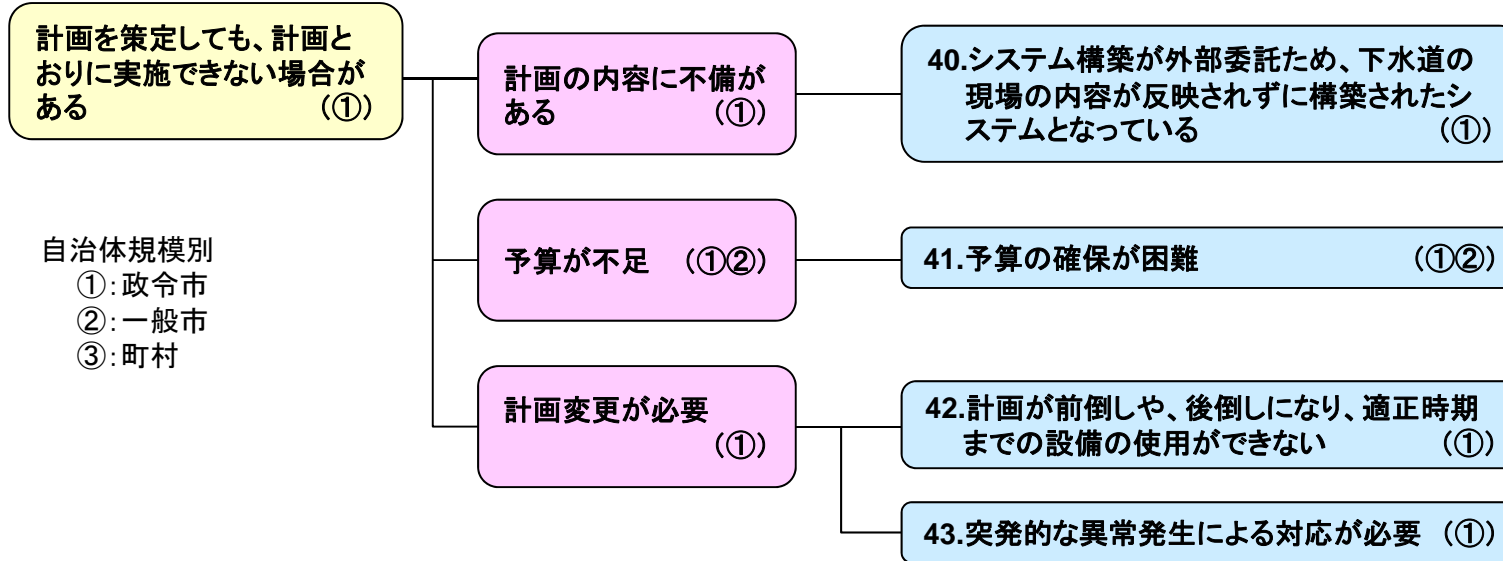 計画を策定しても、計画と
おりに実施できない場合が
ある (①)
計画の内容に不備が
ある (①)
40.システム構築が外部委託ため、下水道の
現場の内容が反映されずに構築されたシ
ステムとなっている (①)
自治体規模別
①:政令市
②:一般市
③:町村
予算が不足 (①②)
41.予算の確保が困難 (①②)
計画変更が必要
(①)
42.計画が前倒しや、後倒しになり、適正時期
までの設備の使用ができない (①)
43.突発的な異常発生による対応が必要 (①)